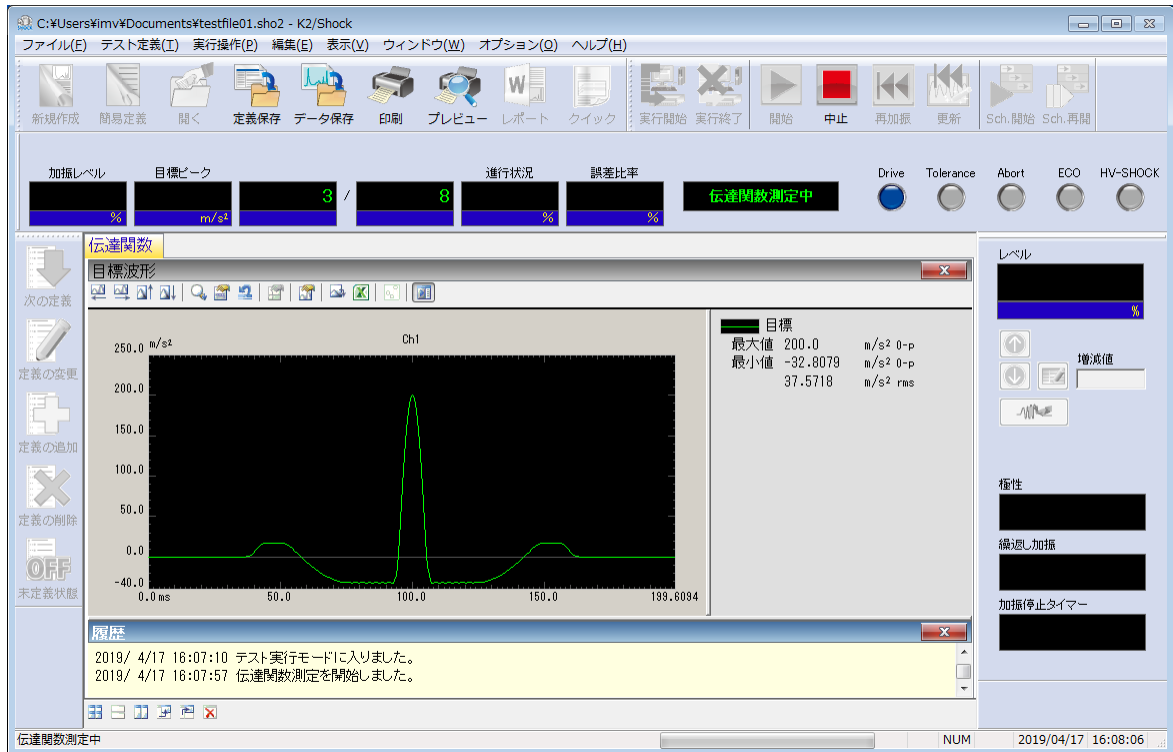 C:¥Users¥imv¥Documents¥testfile01.sho2 - K2/Shock
ファイル(F) テスト定義(T) 実行操作(P) 編集(E) 表示(V) ウィンドウ(W) オプション(O) ヘルプ(H)
新規作成 簡易定義 開く 定義保存 データ保存 印刷 プレビュー レポート クイック 実行開始 実行終了 開始 中止 再加振 更新 Sch.開始 Sch.再開
加振レベル 目標ピーク 進行状況 誤差比率 Drive Tolerance Abort ECO HV-SHOCK
3 / 8 伝達関数測定中
% m/s² % %
次の定義
定義の変更
定義の追加
定義の削除
OFF
未定義状態
伝達関数
目標波形
Ch1
250.0 m/s²
200.0
150.0
100.0
50.0
0.0
-40.0
0.0 ms 50.0 100.0 150.0 199.6094
目標
最大値 200.0 m/s² 0-p
最小値 -32.8079 m/s² 0-p
37.5718 m/s² rms
履歴
2019/ 4/17 16:07:10 テスト実行モードに入りました。
2019/ 4/17 16:07:57 伝達関数測定を開始しました。
レベル
%
増減値
極性
繰返し加振
加振停止タイマー
伝達関数測定中 NUM 2019/04/17 16:08:06